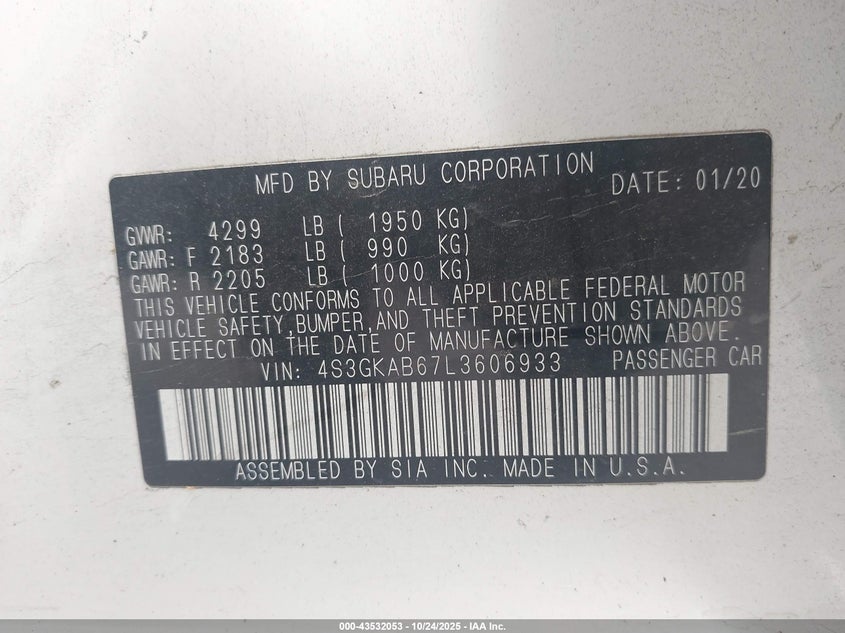 MFD BY SUBARU CORPORATION DATE: 01/20
GVWR: 4299 LB ( 1950 KG)
GAWR: F 2183 LB ( 990 KG)
GAWR: R 2205 LB ( 1000 KG)
THIS VEHICLE CONFORMS TO ALL APPLICABLE FEDERAL MOTOR
VEHICLE SAFETY,BUMPER,AND THEFT PREVENTION STANDARDS
IN EFFECT ON THE DATE OF MANUFACTURE SHOWN ABOVE.
VIN: 4S3GKAB67L3606933 PASSENGER CAR
ASSEMBLED BY SIA INC. MADE IN U.S.A.
000-43532053 - 10/24/2025 - IAA Inc.